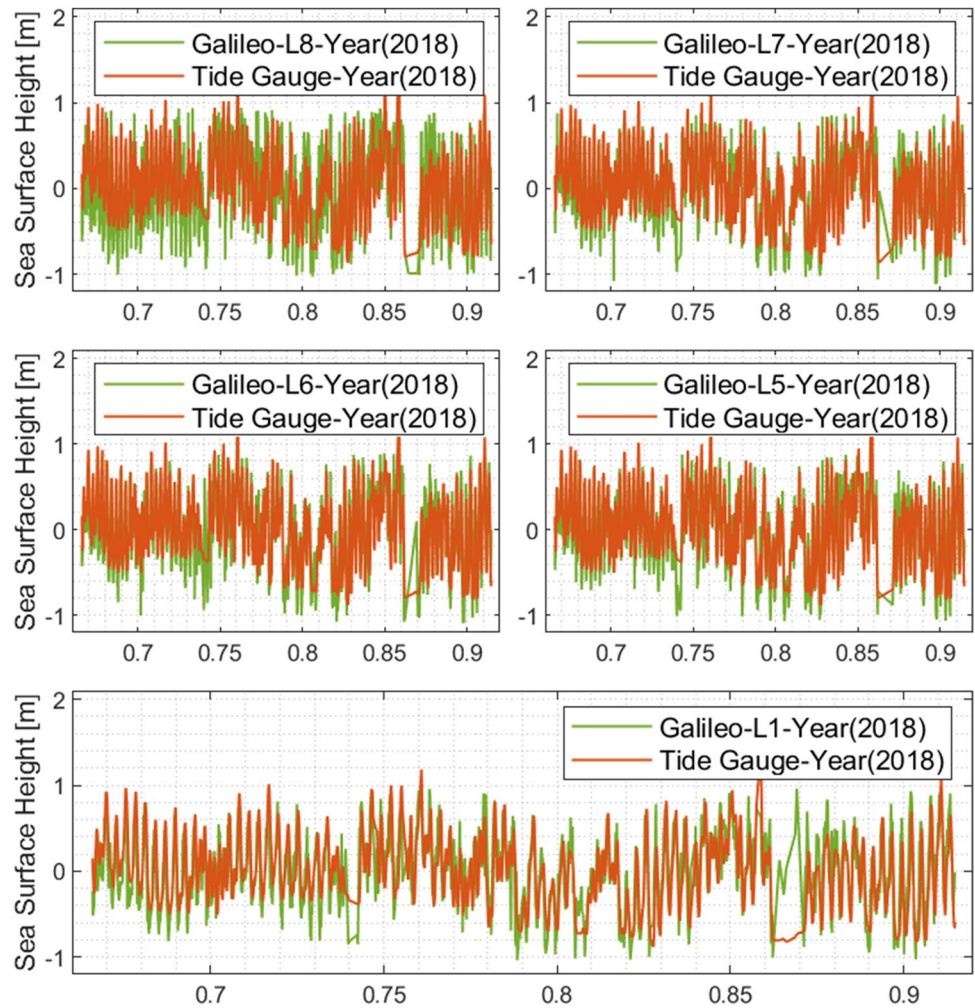 Sea Surface Height [m]
2
1
0
-1
Galileo-L8-Year(2018)
Tide Gauge-Year(2018)
0.7 0.75 0.8 0.85 0.9
2
1
0
-1
Galileo-L7-Year(2018)
Tide Gauge-Year(2018)
0.7 0.75 0.8 0.85 0.9
Sea Surface Height [m]
2
1
0
-1
Galileo-L6-Year(2018)
Tide Gauge-Year(2018)
0.7 0.75 0.8 0.85 0.9
2
1
0
-1
Galileo-L5-Year(2018)
Tide Gauge-Year(2018)
0.7 0.75 0.8 0.85 0.9
Sea Surface Height [m]
2
1
0
-1
Galileo-L1-Year(2018)
Tide Gauge-Year(2018)
0.7 0.75 0.8 0.85 0.9